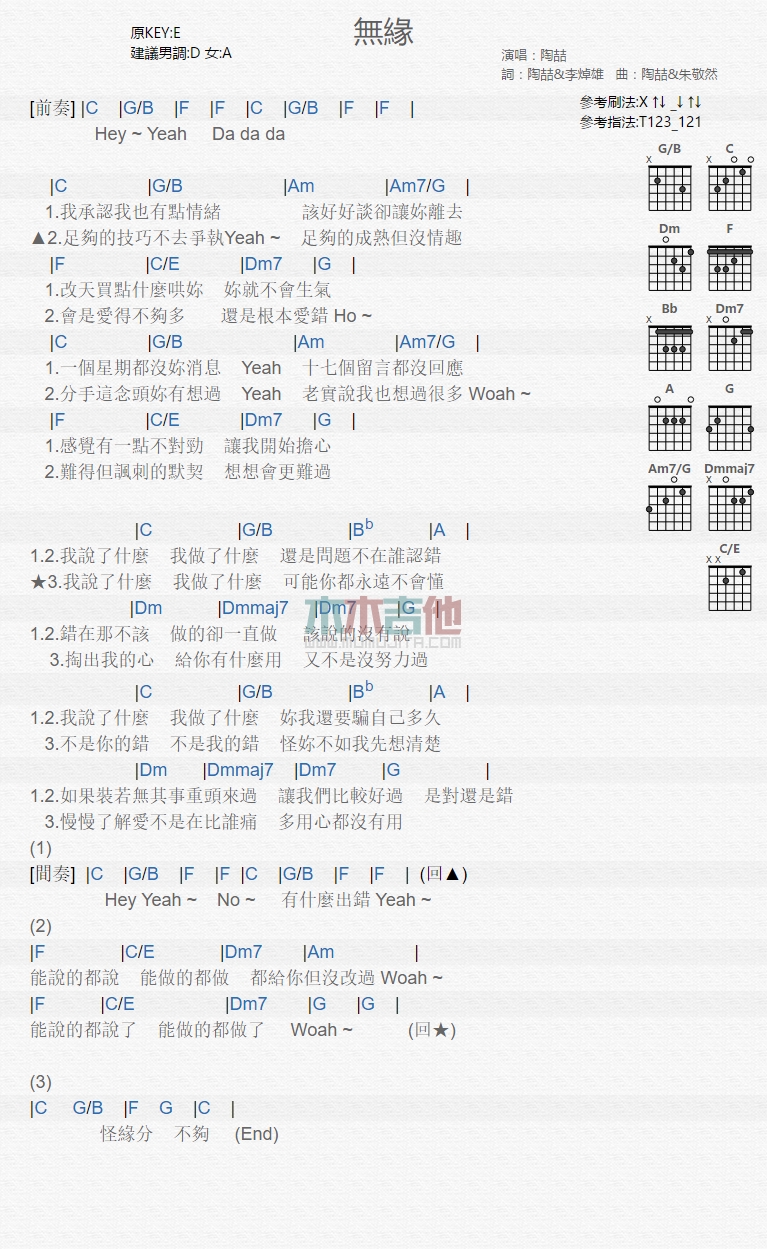 無緣
原KEY:E
建議男調:D 女:A
演唱：陶喆
詞：陶喆&李焯雄　曲：陶喆&朱敬然
參考刷法:X ↑↓ _↓ ↑↓
參考指法:T123_121
[前奏] |C |G/B |F |F |C |G/B |F |F |
Hey ~ Yeah Da da da
|C |G/B |Am |Am7/G |
1.我承認我也有點情緒 該好好談卻讓妳離去
▲2.足夠的技巧不去爭執Yeah ~ 足夠的成熟但沒情趣
|F |C/E |Dm7 |G |
1.改天買點什麼哄妳 妳就不會生氣
2.會是愛得不夠多 還是根本愛錯 Ho ~
|C |G/B |Am |Am7/G |
1.一個星期都沒妳消息 Yeah 十七個留言都沒回應
2.分手這念頭妳有想過 Yeah 老實說我也想過很多 Woah ~
|F |C/E |Dm7 |G |
1.感覺有一點不對勁 讓我開始擔心
2.難得但諷刺的默契 想想會更難過
|C |G/B |Bb |A |
1.2.我說了什麼 我做了什麼 還是問題不在誰認錯
★3.我說了什麼 我做了什麼 可能你都永遠不會懂
|Dm |Dmmaj7 |Dm7 |G |
1.2.錯在那不該 做的卻一直做 該說的沒有說
3.掏出我的心 給你有什麼用 又不是沒努力過
|C |G/B |Bb |A |
1.2.我說了什麼 我做了什麼 妳我還要騙自己多久
3.不是你的錯 不是我的錯 怪妳不如我先想清楚
|Dm |Dmmaj7 |Dm7 |G |
1.2.如果裝若無其事重頭來過 讓我們比較好過 是對還是錯
3.慢慢了解愛不是在比誰痛 多用心都沒有用
(1)
[間奏] |C |G/B |F |F |C |G/B |F |F | (回▲)
Hey Yeah ~ No ~ 有什麼出錯 Yeah ~
(2)
|F |C/E |Dm7 |Am |
能說的都說 能做的都做 都給你但沒改過 Woah ~
|F |C/E |Dm7 |G |G |
能說的都說了 能做的都做了 Woah ~ (回★)
(3)
|C G/B |F G |C |
怪緣分 不夠 (End)
G/B C
X X
Dm F
Bb Dm7
X X
A G
Am7/G Dmmaj7
X
C/E
X X
木木吉他
WWW.MUMUJITA.COM